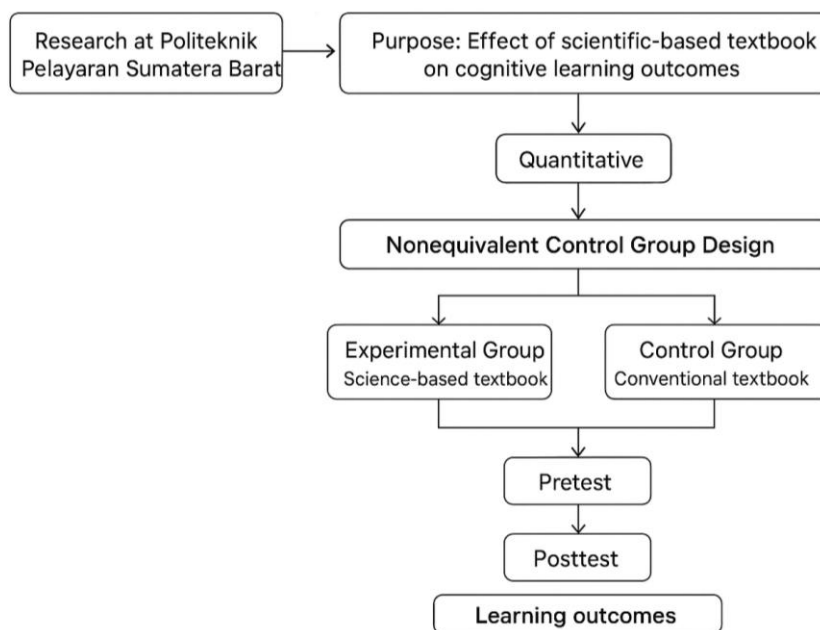 Research at Politeknik
Pelayaran Sumatera Barat
Purpose: Effect of scientific-based textbook
on cognitive learning outcomes
Quantitative
Nonequivalent Control Group Design
Experimental Group
Science-based textbook
Control Group
Conventional textbook
Pretest
Posttest
Learning outcomes